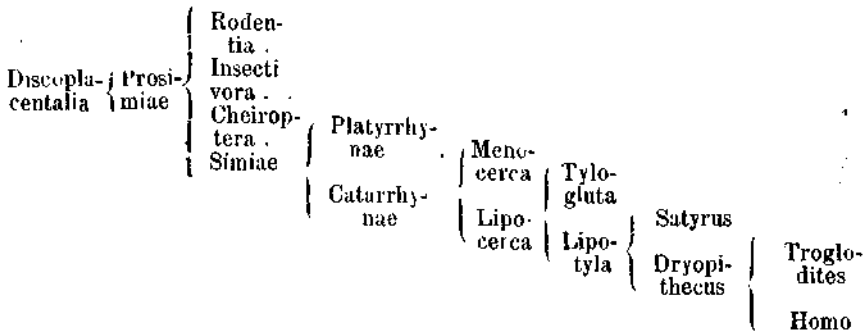 Roden-
tia .
Insecti
vora . .
Cheirop-
tera .
Simiae
Discopla-
centalia
Prosi-
miae
Platyrrhy-
nae
Catarrhy-
nae
Meno-
cerca
Lipo-
cerca
Tylo-
gluta
Lipo-
tyla
Satyrus
Dryopi-
thecus
Troglo-
dites
Homo